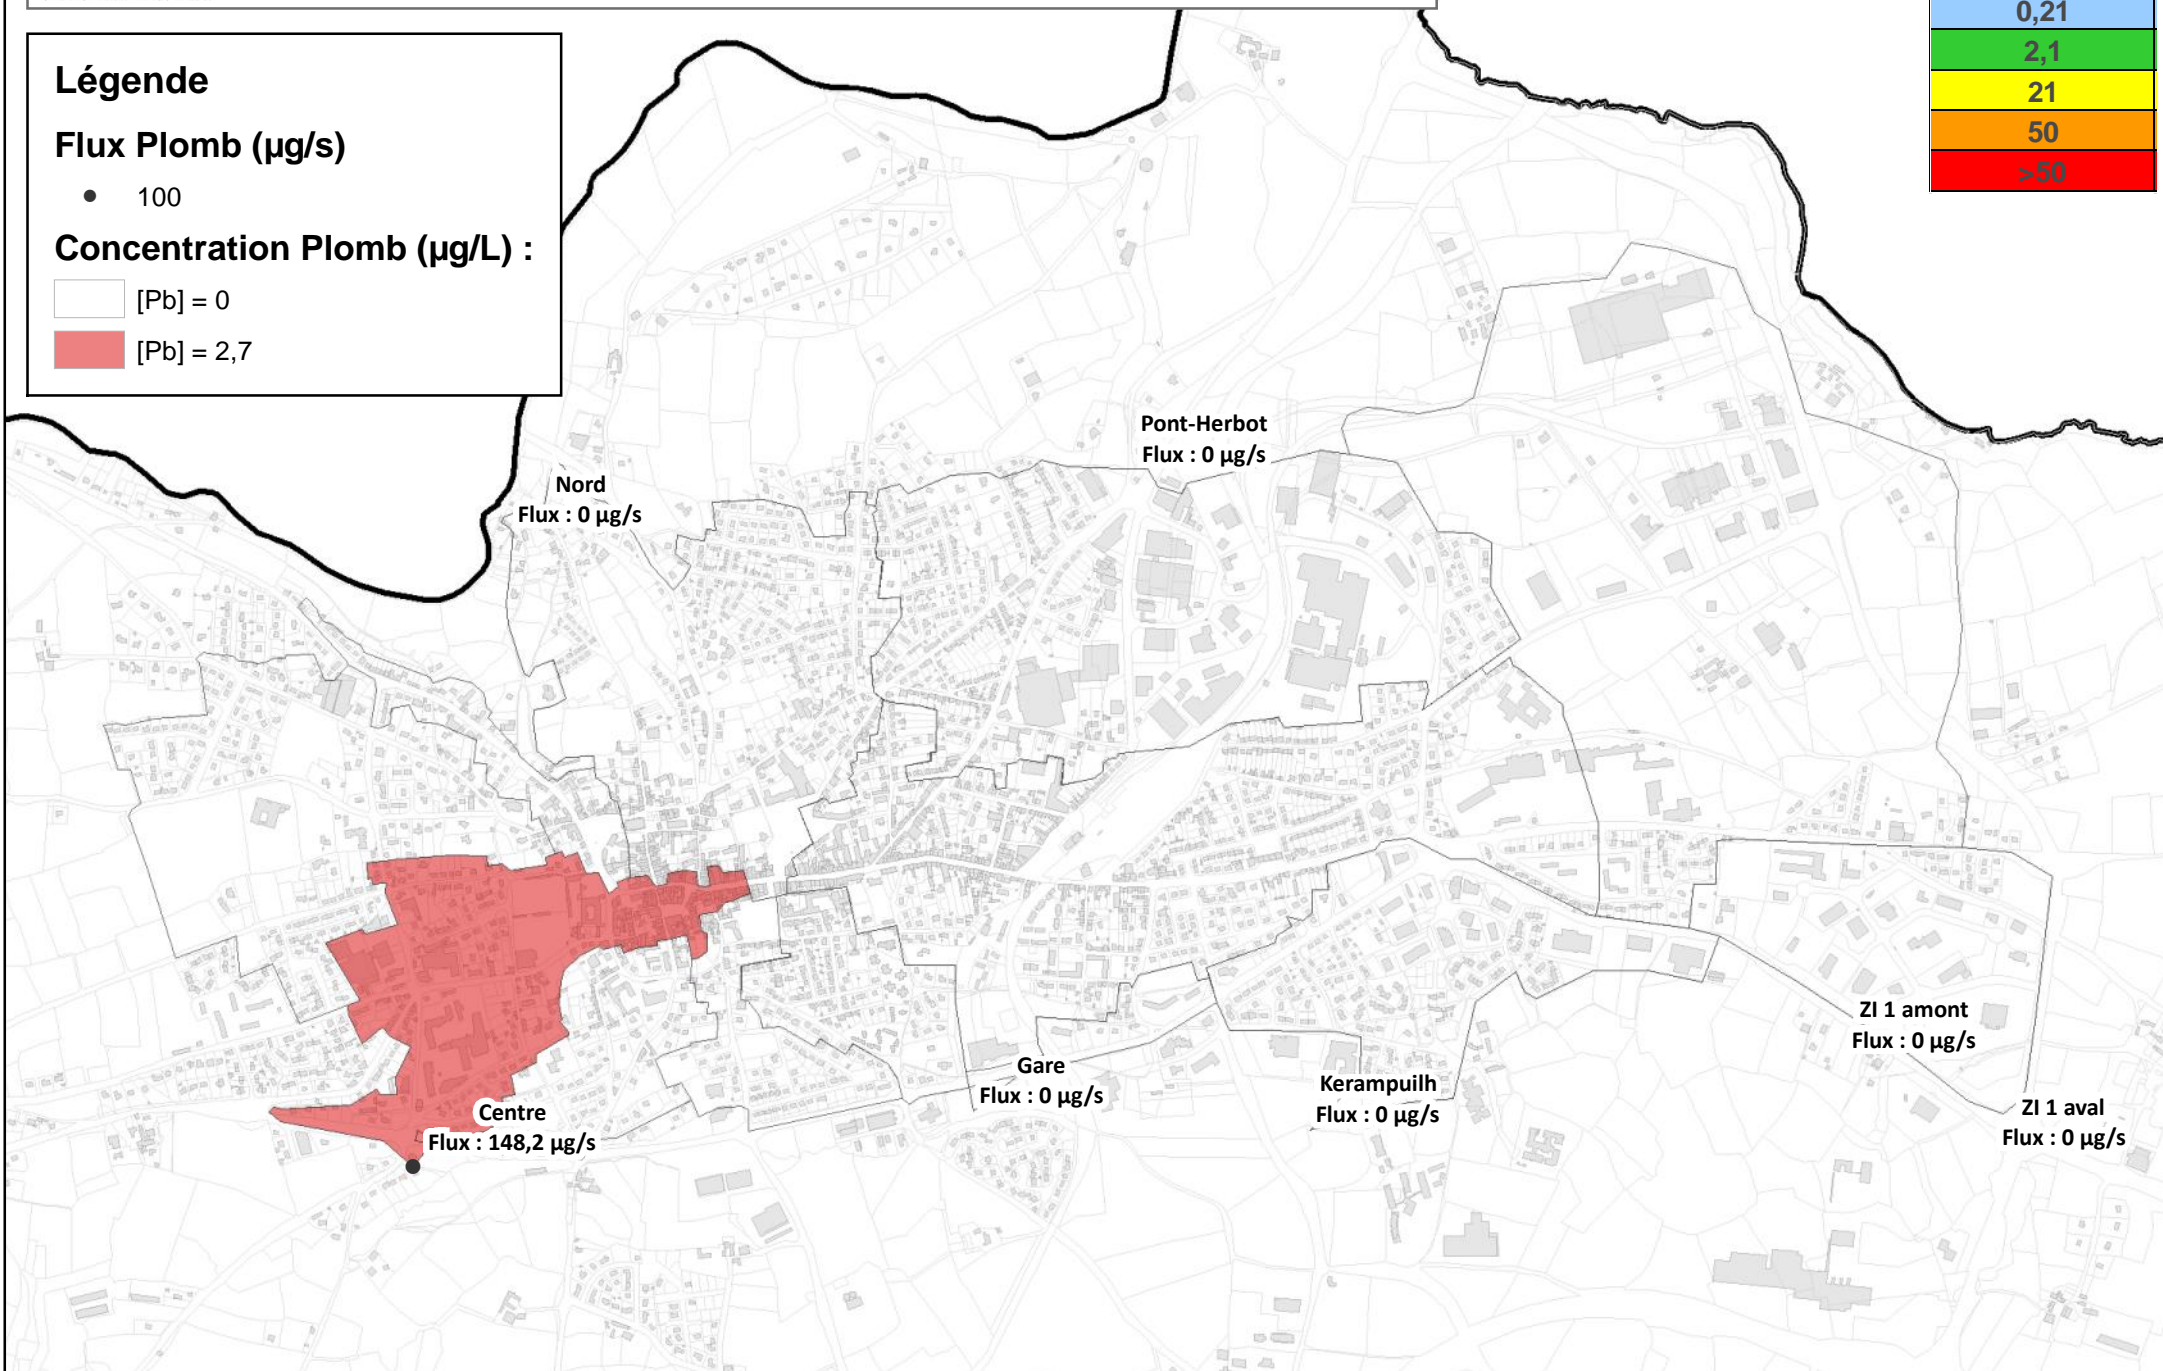 Légende
Flux Plomb (µg/s)
100
Concentration Plomb (µg/L) :
[Pb] = 0
[Pb] = 2,7
0,21
2,1
21
50
>50
Pont-Herbot
Flux : 0 µg/s
Nord
Flux : 0 µg/s
ZI 1 amont
Flux : 0 µg/s
Gare
Flux : 0 µg/s
Kerampuilh
Flux : 0 µg/s
Centre
Flux : 148,2 µg/s
ZI 1 aval
Flux : 0 µg/s